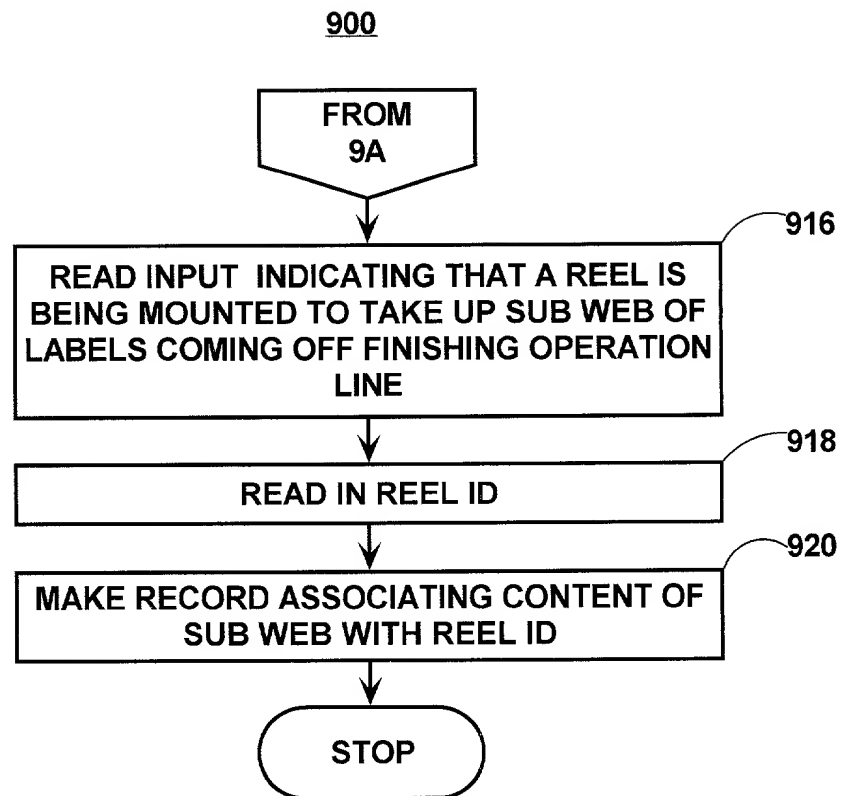 900
FROM
9A
916
READ INPUT INDICATING THAT A REEL IS
BEING MOUNTED TO TAKE UP SUB WEB OF
LABELS COMING OFF FINISHING OPERATION
LINE
918
READ IN REEL ID
920
MAKE RECORD ASSOCIATING CONTENT OF
SUB WEB WITH REEL ID
STOP